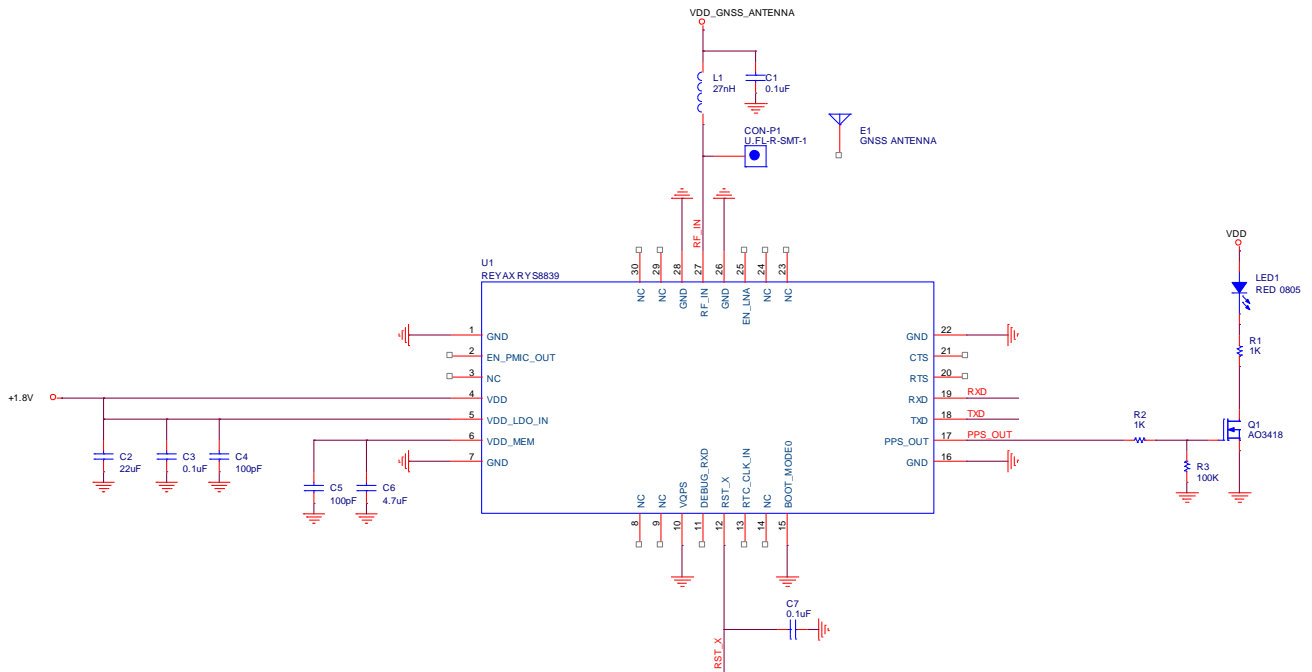 VDD_GNSS_ANTENNA
L1
27nH
C1
0.1uF
CON-P1
U.FL-R-SMT-1
E1
GNSS ANTENNA
RF_IN
U1
REYAX RYS8839
30
29
28
27
26
25
24
23
NC
NC
GND
RF_IN
GND
EN_LNA
NC
NC
1
GND
2
EN_PMIC_OUT
3
NC
+1.8V
4
VDD
5
VDD_LDO_IN
6
VDD_MEM
7
GND
C2
22uF
C3
0.1uF
C4
100pF
C5
100pF
C6
4.7uF
22
GND
21
CTS
20
RTS
19
RXD
RXD
18
TXD
TXD
17
PPS_OUT
PPS_OUT
16
GND
NC
NC
VQPS
DEBUG_RXD
RST_X
RTC_CLK_IN
NC
BOOT_MODE0
8
9
10
11
12
13
14
15
C7
0.1uF
RST_X
VDD
LED1
RED 0805
R1
1K
R2
1K
Q1
AO3418
R3
100K